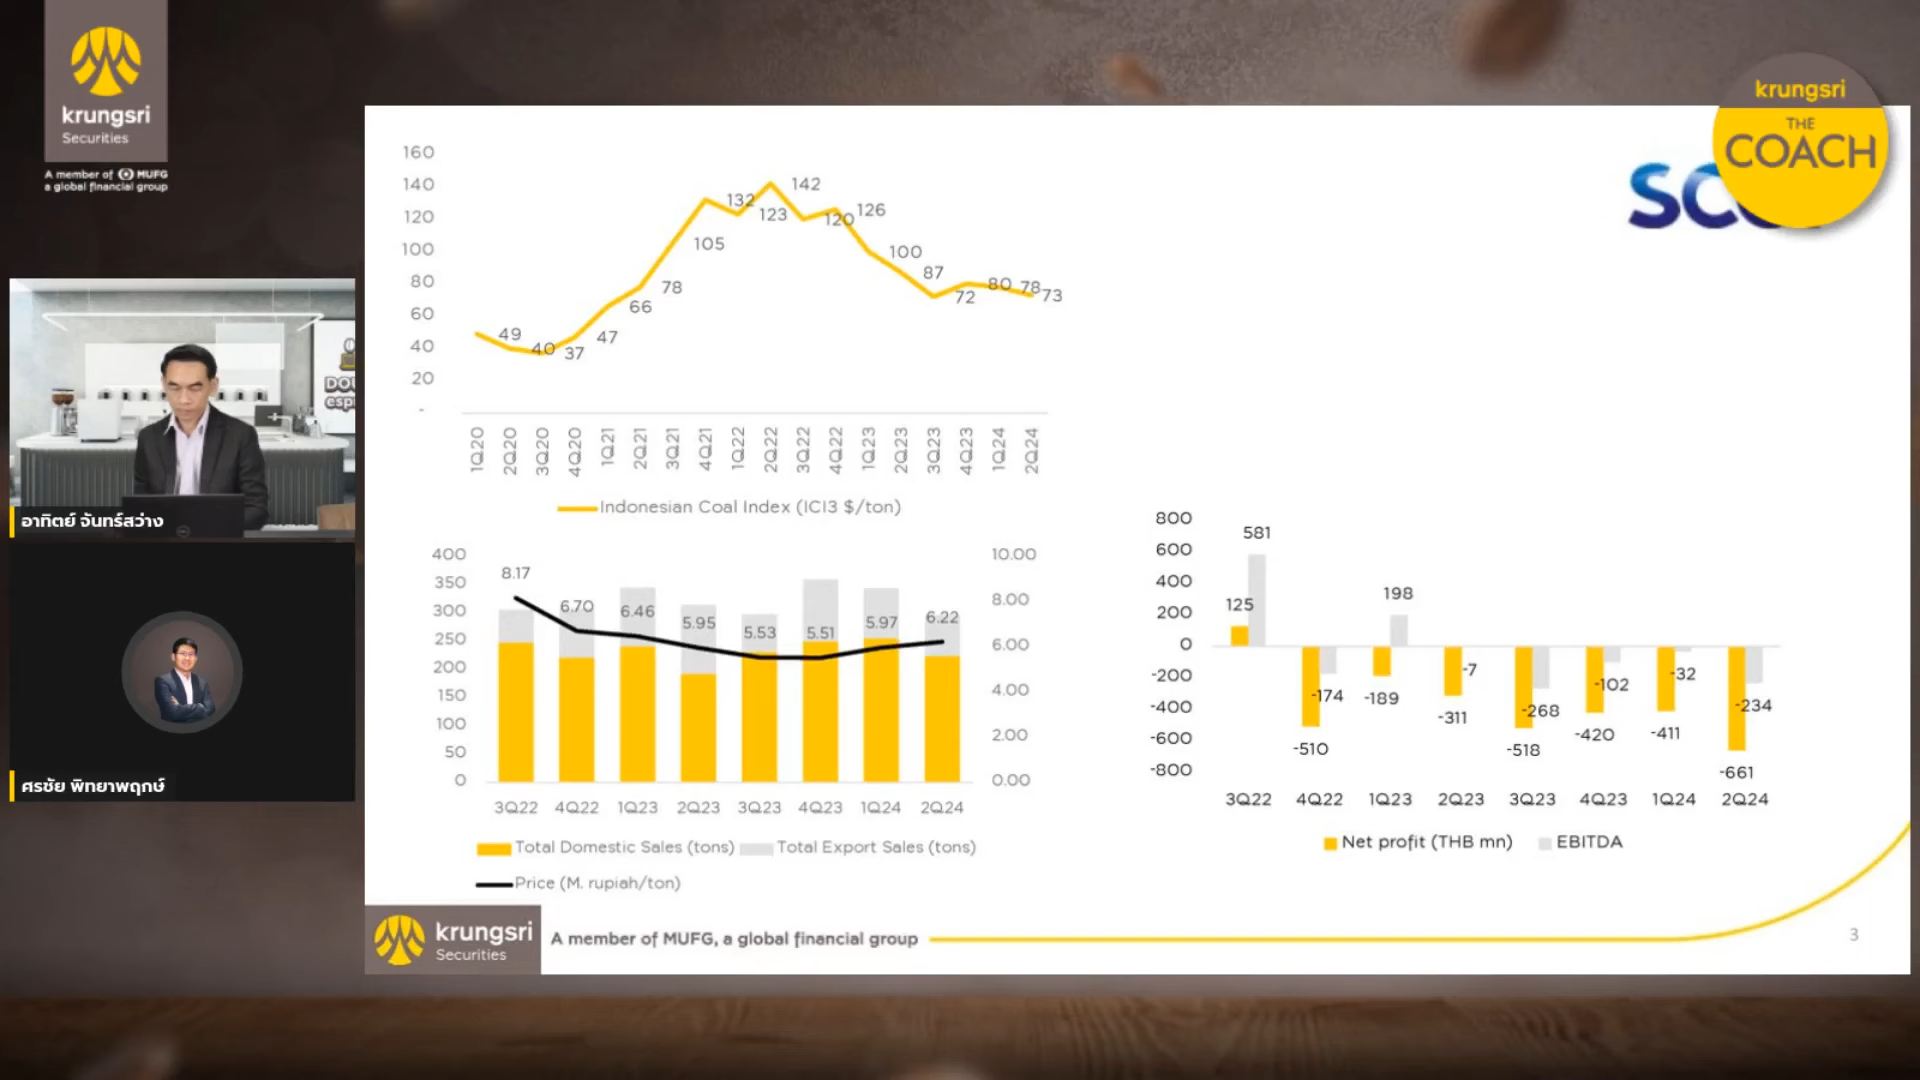 krungsri
Securities
A member of MUFG
a global financial group
krungsri
THE
COACH
อาทิตย์ จันทร์สว่าง
ศรชัย พิทยาพฤกษ์
160
140
120
100
80
60
40
20
-
49
40
37
47
66
78
105
132
123
142
120
126
100
87
72
80
78
73
1Q20
2Q20
3Q20
4Q20
1Q21
2Q21
3Q21
4Q21
1Q22
2Q22
3Q22
4Q22
1Q23
2Q23
3Q23
4Q23
1Q24
2Q24
Indonesian Coal Index (ICI3 $/ton)
400
350
300
250
200
150
100
50
0
10.00
8.00
6.00
4.00
2.00
0.00
8.17
6.70
6.46
5.95
5.53
5.51
5.97
6.22
3Q22 4Q22 1Q23 2Q23 3Q23 4Q23 1Q24 2Q24
Total Domestic Sales (tons) Total Export Sales (tons)
Price (M. rupiah/ton)
800
600
400
200
0
-200
-400
-600
-800
125
581
-510
-174
-189
198
-311
-7
-518
-268
-420
-102
-411
-32
-661
-234
3Q22 4Q22 1Q23 2Q23 3Q23 4Q23 1Q24 2Q24
Net profit (THB mn) EBITDA
krungsri
Securities
A member of MUFG, a global financial group
3